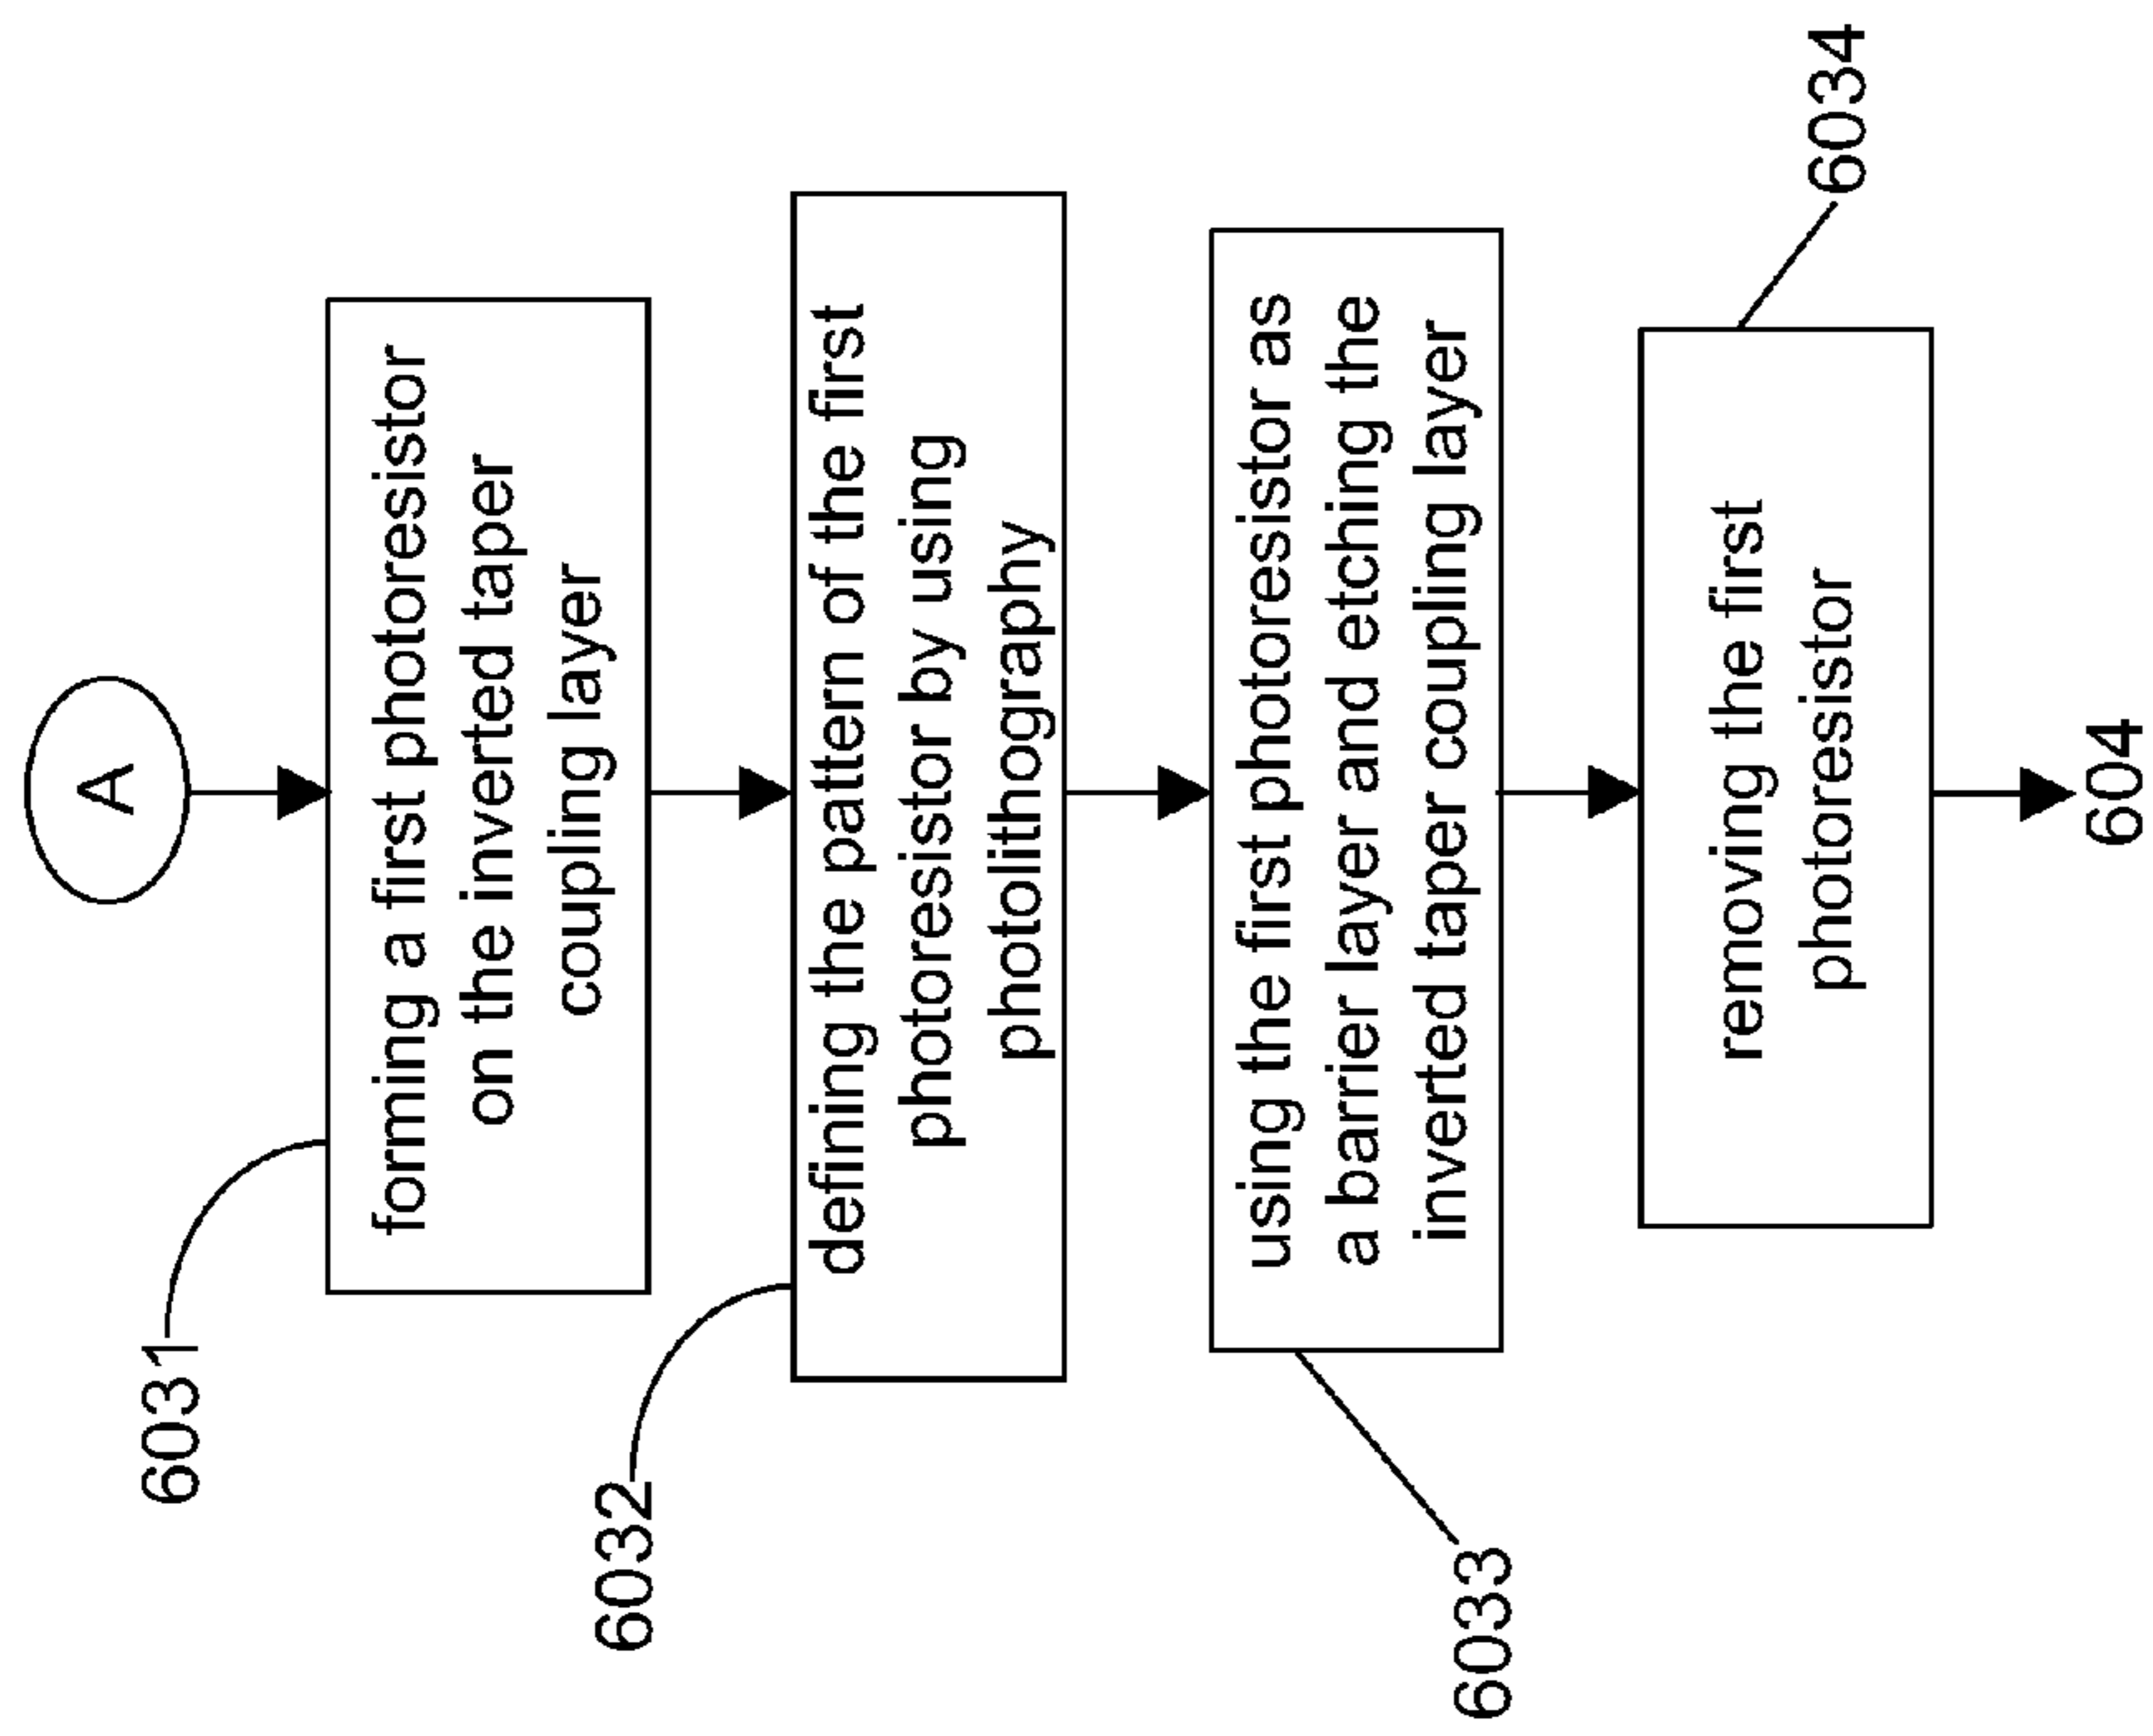 A
6031
forming a first photoresistor
on the inverted taper
coupling layer
6032
defining the pattern of the first
photoresistor by using
photolithography
6033
using the first photoresistor as
a barrier layer and etching the
inverted taper coupling layer
6034
removing the first
photoresistor
604